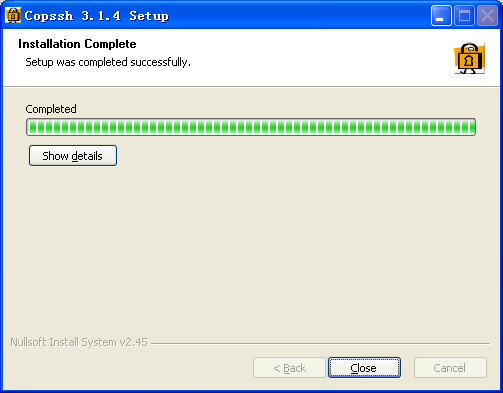 Copssh 3.1.4 Setup
Installation Complete
Setup was completed successfully.
Completed
Show details
Nullsoft Install System v2.45
< Back
Close
Cancel